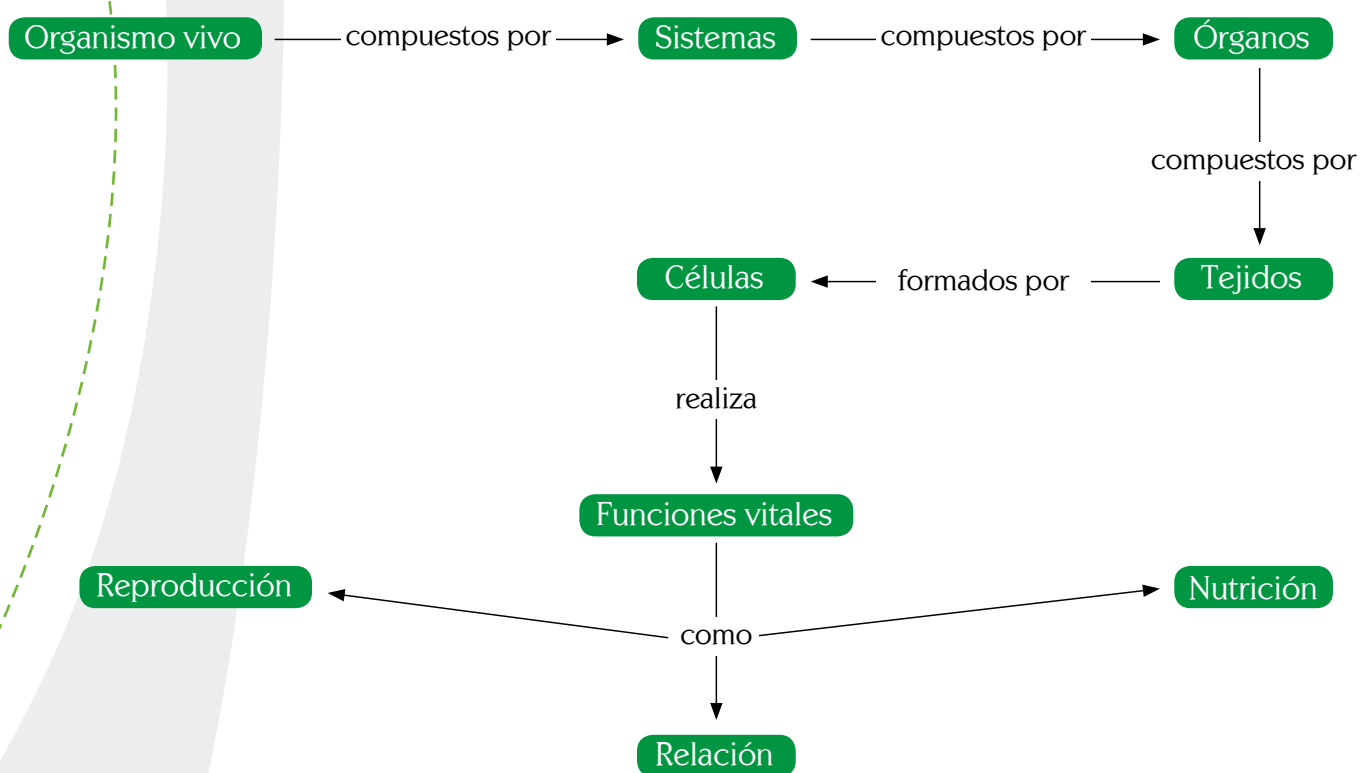 Organismo vivo
compuestos por
Sistemas
compuestos por
Órganos
compuestos por
Tejidos
formados por
Células
realiza
Funciones vitales
como
Reproducción
Nutrición
Relación